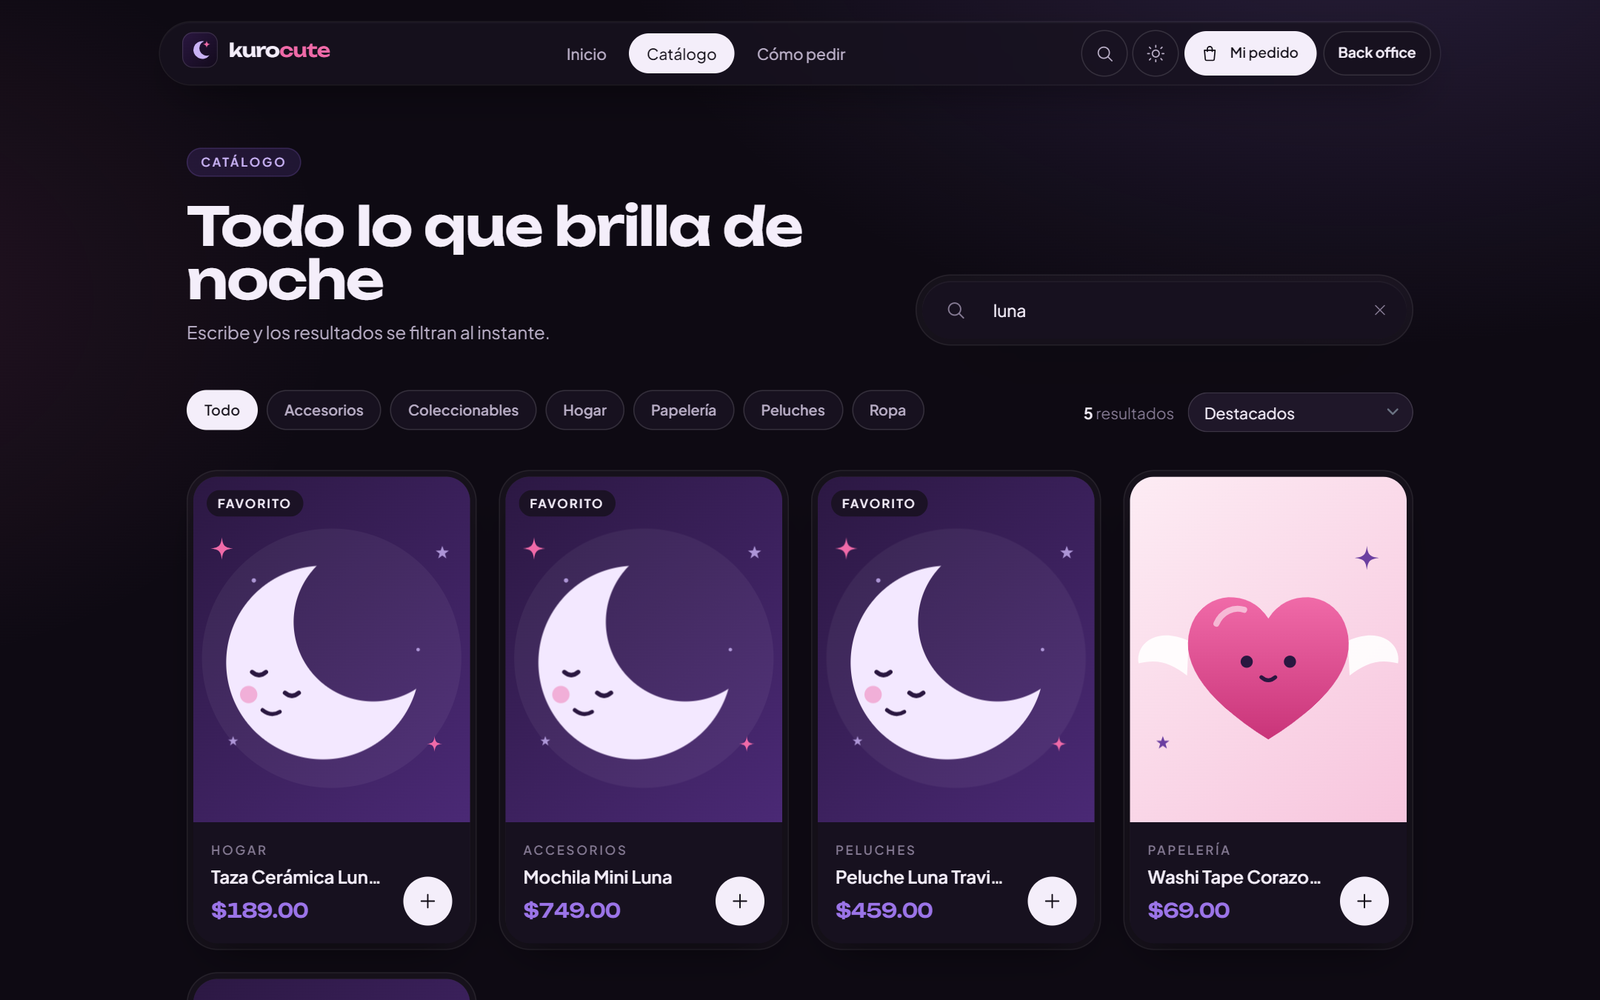 kurocute
Inicio
Catálogo
Cómo pedir
Mi pedido
Back office
CATÁLOGO
Todo lo que brilla de
noche
Escribe y los resultados se filtran al instante.
luna
Todo
Accesorios
Coleccionables
Hogar
Papelería
Peluches
Ropa
5 resultados
Destacados
FAVORITO
FAVORITO
FAVORITO
HOGAR
Taza Cerámica Lun...
$189.00
ACCESORIOS
Mochila Mini Luna
$749.00
PELUCHES
Peluche Luna Travi...
$459.00
PAPELERÍA
Washi Tape Corazo...
$69.00